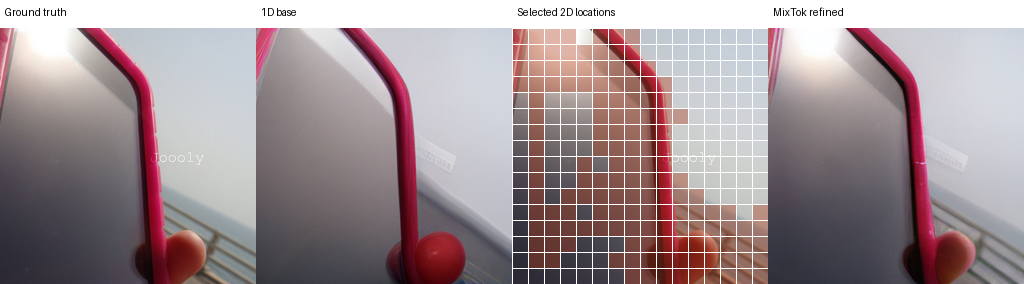 Ground truth
1D base
Selected 2D locations
MixTok refined
Joooly
Joooly